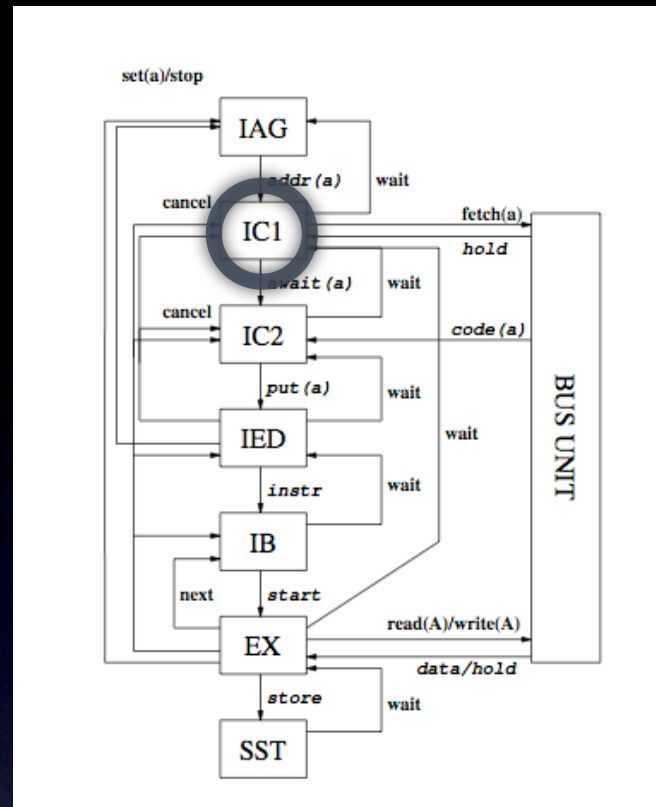 set(a)/stop
IAG
addr(a)
wait
cancel
fetch(a)
IC1
hold
await(a)
wait
cancel
IC2
code(a)
put(a)
wait
BUS UNIT
IED
wait
instr
wait
IB
next
start
read(A)/write(A)
EX
data/hold
store
wait
SST